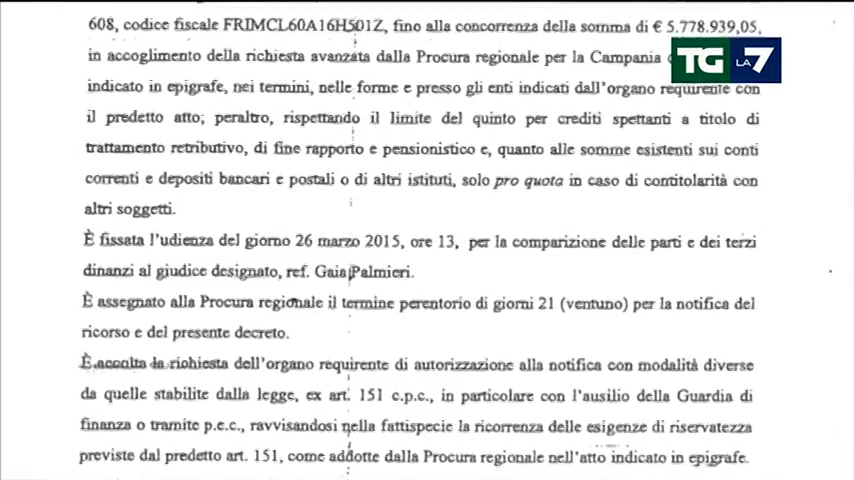 608, codice fiscale FRIMCL60A16H501Z, fino alla concorrenza della somma di € 5.778.939,05,
in accoglimento della richiesta avanzata dalla Procura regionale per la Campania
TG LA7
indicato in epigrafe, nei termini, nelle forme e presso gli enti indicati dall'organo requirente con
il predetto atto; peraltro, rispettando il limite del quinto per crediti spettanti a titolo di
trattamento retributivo, di fine rapporto e pensionistico e, quanto alle somme esistenti sui conti
correnti e depositi bancari e postali o di altri istituti, solo pro quota in caso di contitolarità con
altri soggetti.
È fissata l'udienza del giorno 26 marzo 2015, ore 13, per la comparizione delle parti e dei terzi
dinanzi al giudice designato, ref. Gaia Palmieri.
È assegnato alla Procura regionale il termine perentorio di giorni 21 (ventuno) per la notifica del
ricorso e del presente decreto.
È accolta la richiesta dell'organo requirente di autorizzazione alla notifica con modalità diverse
da quelle stabilite dalla legge, ex art. 151 c.p.c., in particolare con l'ausilio della Guardia di
finanza o tramite p.e.c., ravvisandosi nella fattispecie la ricorrenza delle esigenze di riservatezza
previste dal predetto art. 151, come addotte dalla Procura regionale nell'atto indicato in epigrafe.